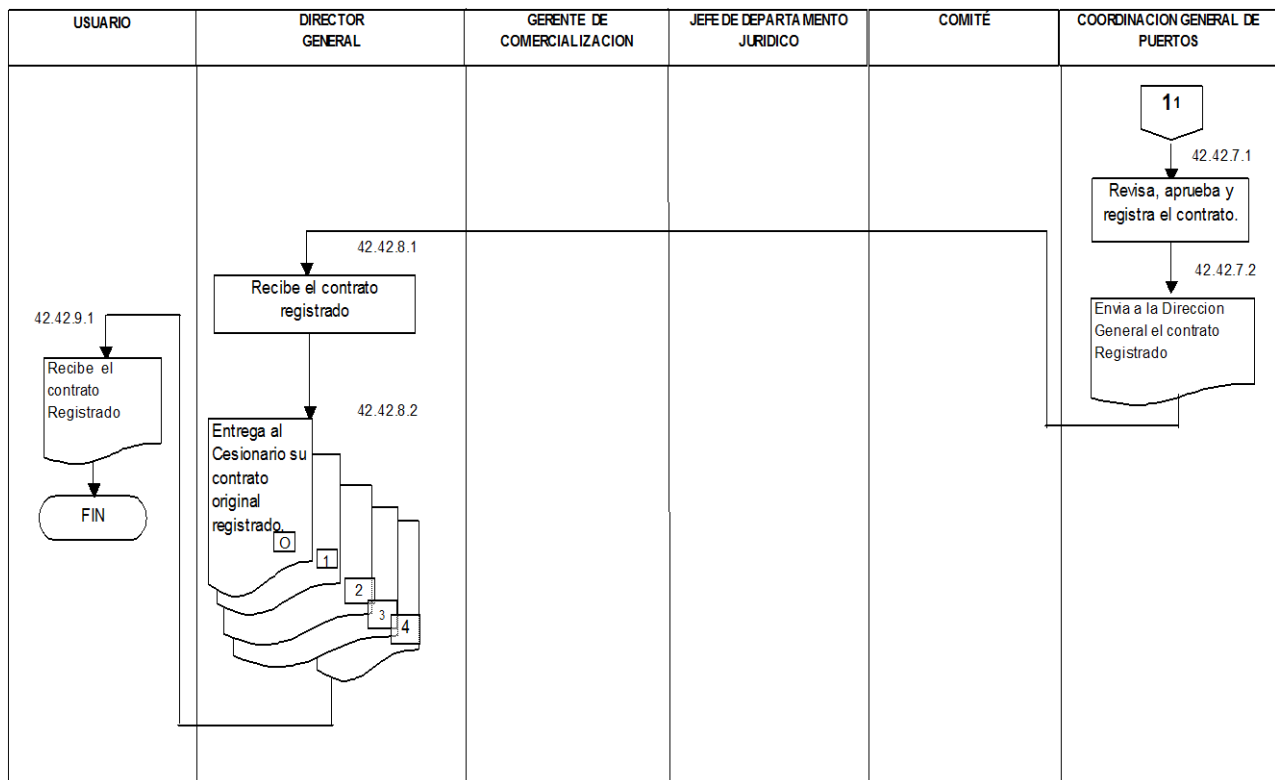 USUARIO
DIRECTOR
GENERAL
GERENTE DE
COMERCIALIZACION
JEFE DE DEPARTAMENTO
JURIDICO
COMITÉ
COORDINACION GENERAL DE
PUERTOS
11
42.42.7.1
Revisa, aprueba y
registra el contrato.
42.42.7.2
Envia a la Direccion
General el contrato
Registrado
42.42.8.1
Recibe el contrato
registrado
42.42.8.2
Entrega al
Cesionario su
contrato
original
registrado.
O
1
2
3
4
42.42.9.1
Recibe el
contrato
Registrado
FIN